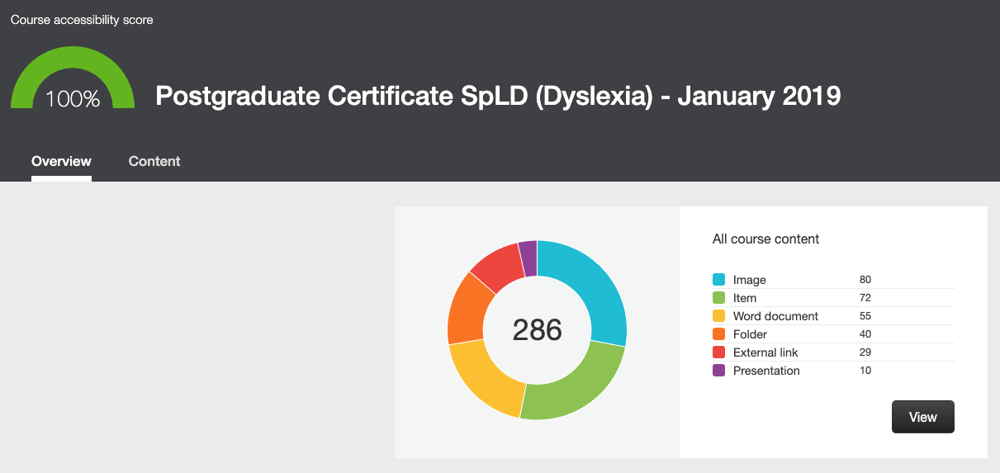 Course accessibility score
100%
Postgraduate Certificate SpLD (Dyslexia) - January 2019
Overview Content
286
All course content
Image 80
Item 72
Word document 55
Folder 40
External link 29
Presentation 10
View